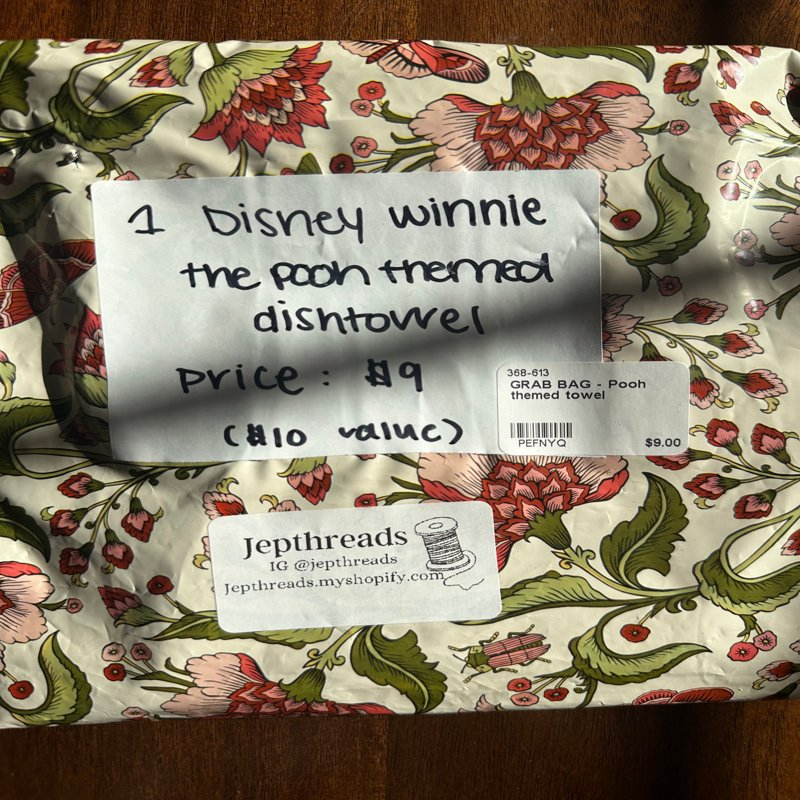 1 Disney winnie
the pooh themed
dishtowel
price: $9
($10 value)
368-613
GRAB BAG - Pooh
themed towel
PEFNYQ
$9.00
Jepthreads
IG @jepthreads
Jepthreads.myshopify.com